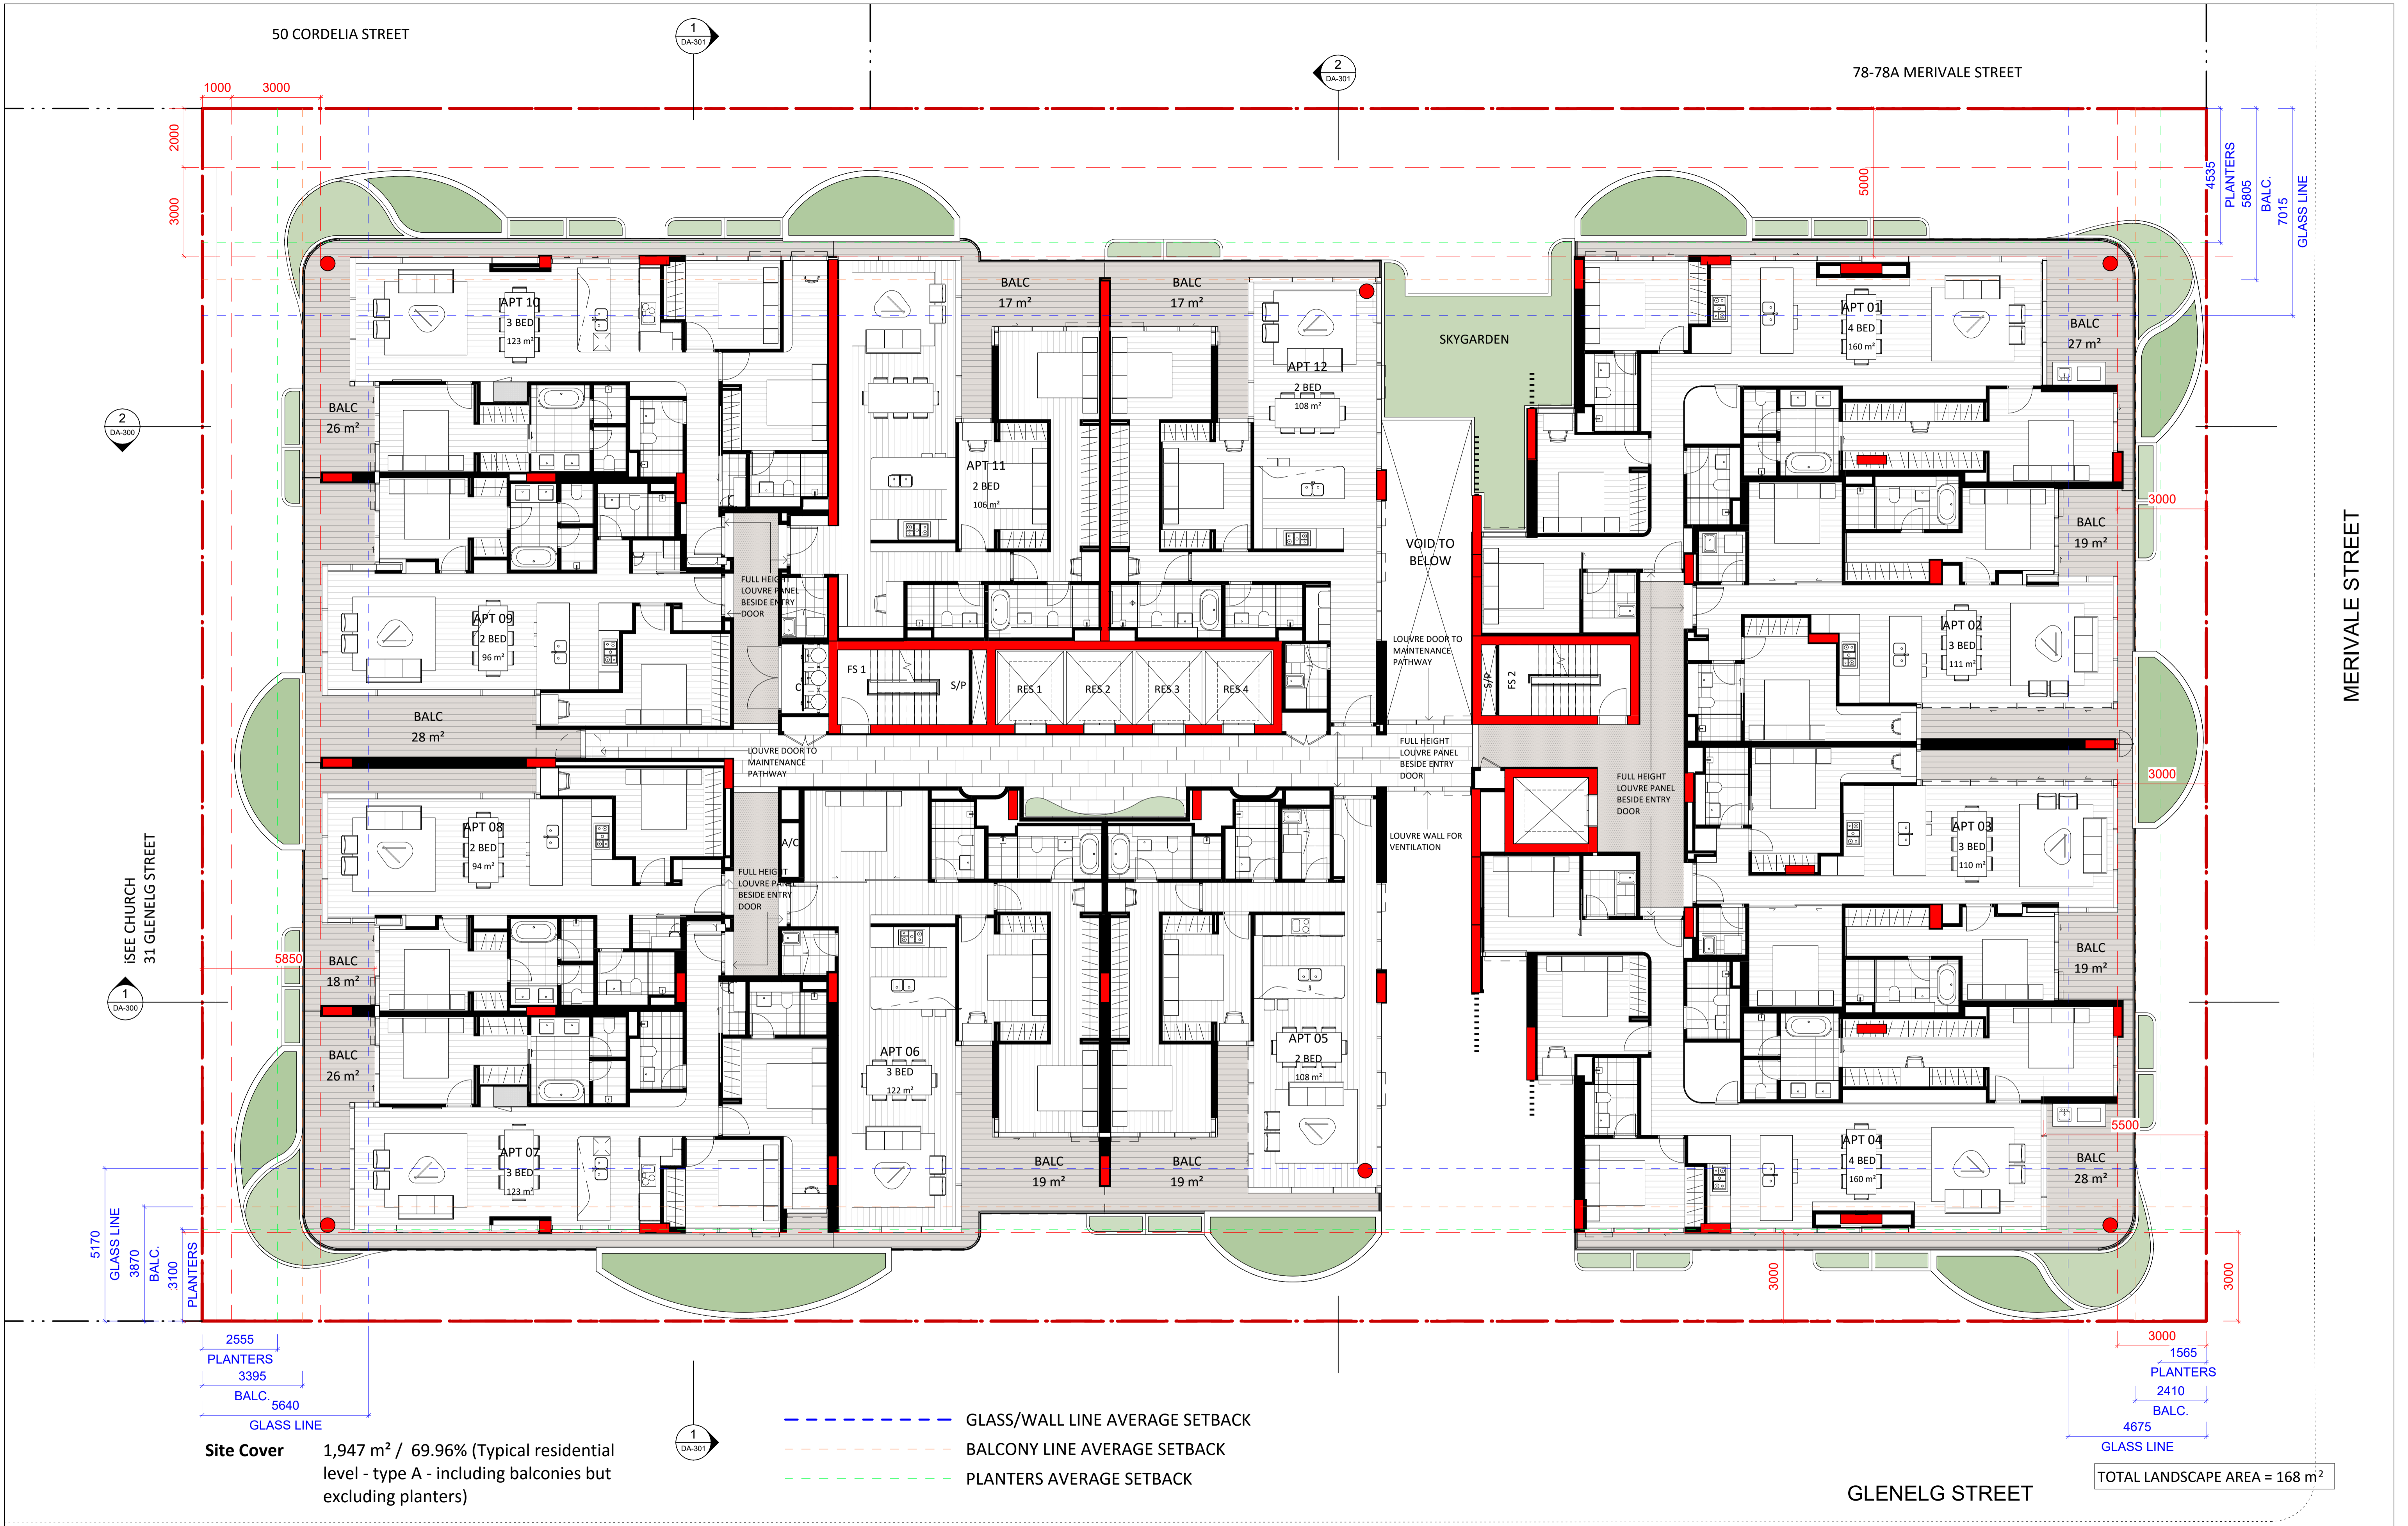 50 CORDELIA STREET
1
DA-301
2
DA-301
78-78A MERIVALE STREET
1000
3000
2000
3000
5000
4535
PLANTERS
5805
BALC.
7015
GLASS LINE
APT 10
3 BED
123 m²
BALC
26 m²
BALC
17 m²
BALC
17 m²
APT 12
2 BED
108 m²
SKYGARDEN
APT 01
4 BED
160 m²
BALC
27 m²
2
DA-300
APT 11
2 BED
106 m²
3000
BALC
19 m²
VOID TO
BELOW
FULL HEIGHT
LOUVRE PANEL
BESIDE ENTRY
DOOR
APT 09
2 BED
96 m²
APT 02
3 BED
111 m²
LOUVRE DOOR TO
MAINTENANCE
PATHWAY
FS 1
S/P
RES 1
RES 2
RES 3
RES 4
C
S/P
FS 2
MERIVALE STREET
BALC
28 m²
LOUVRE DOOR TO
MAINTENANCE
PATHWAY
FULL HEIGHT
LOUVRE PANEL
BESIDE ENTRY
DOOR
FULL HEIGHT
LOUVRE PANEL
BESIDE ENTRY
DOOR
3000
APT 08
2 BED
94 m²
A/C
LOUVRE WALL FOR
VENTILATION
APT 03
3 BED
110 m²
FULL HEIGHT
LOUVRE PANEL
BESIDE ENTRY
DOOR
iSEE CHURCH
31 GLENELG STREET
5850
BALC
18 m²
BALC
19 m²
1
DA-300
BALC
26 m²
APT 06
3 BED
122 m²
APT 05
2 BED
108 m²
5500
APT 07
3 BED
123 m²
BALC
19 m²
BALC
19 m²
APT 04
4 BED
160 m²
BALC
28 m²
5170
GLASS LINE
3870
BALC.
3100
PLANTERS
3000
3000
2555
PLANTERS
3395
BALC.
5640
GLASS LINE
3000
1565
PLANTERS
2410
BALC.
4675
GLASS LINE
1
DA-301
GLASS/WALL LINE AVERAGE SETBACK
BALCONY LINE AVERAGE SETBACK
PLANTERS AVERAGE SETBACK
Site Cover 1,947 m² / 69.96% (Typical residential
level - type A - including balconies but
excluding planters)
TOTAL LANDSCAPE AREA = 168 m²
GLENELG STREET